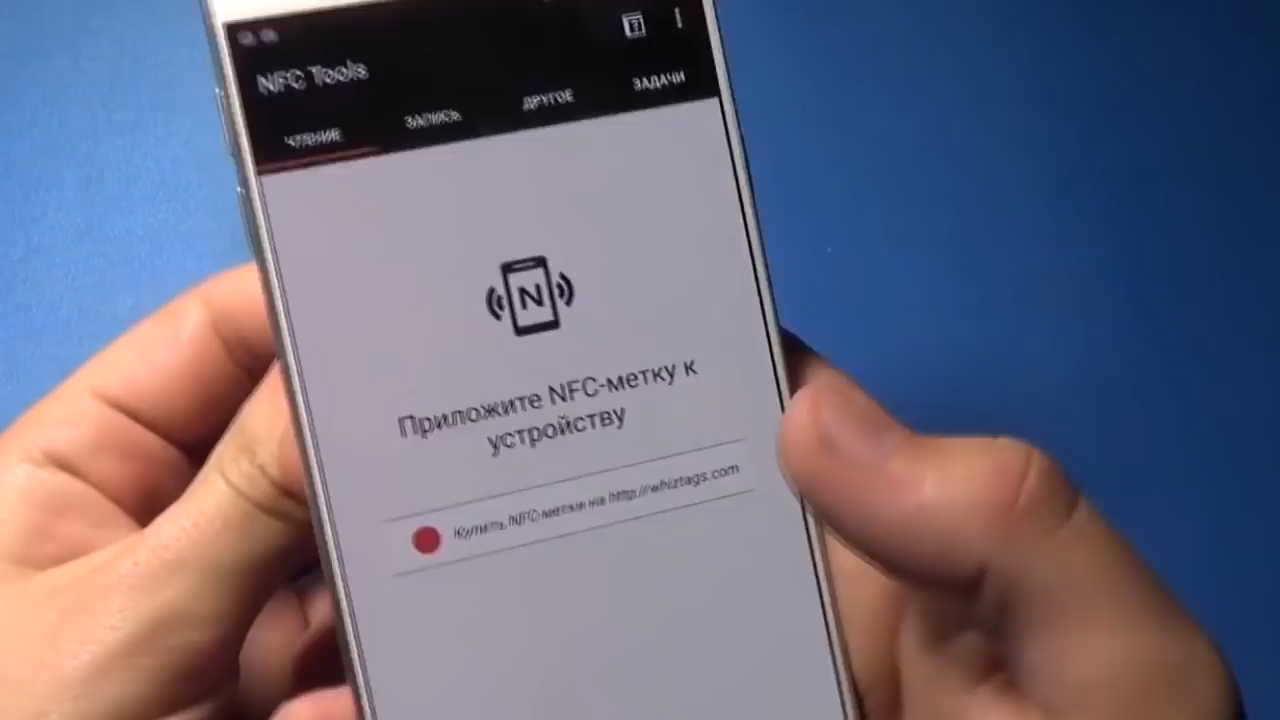 NFC Tools
ЧТЕНИЕ ЗАПИСЬ ДРУГОЕ ЗАДАЧИ
N
Приложите NFC-метку к
устройству
Купить NFC-метки на http://whiztags.com